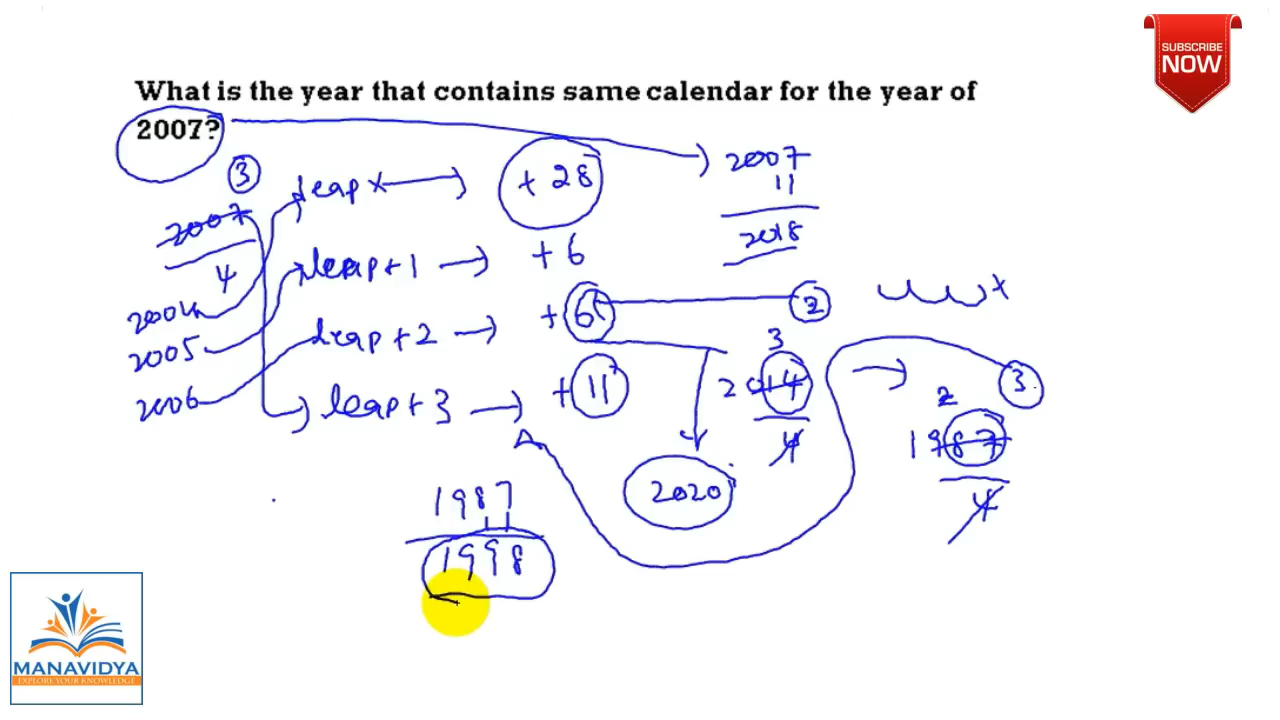 SUBSCRIBE
NOW
What is the year that contains same calendar for the year of
2007?
3
leap x → + 28
2007
11
2018
2007
4
leap+1 → + 6
2004
2005
2006
leap+2 → + 6
2
leap+3 → + 11
3
2014
4
2020
3
2
1987
4
1987
11
1998
MANAVIDYA
EXPLORE YOUR KNOWLEDGE